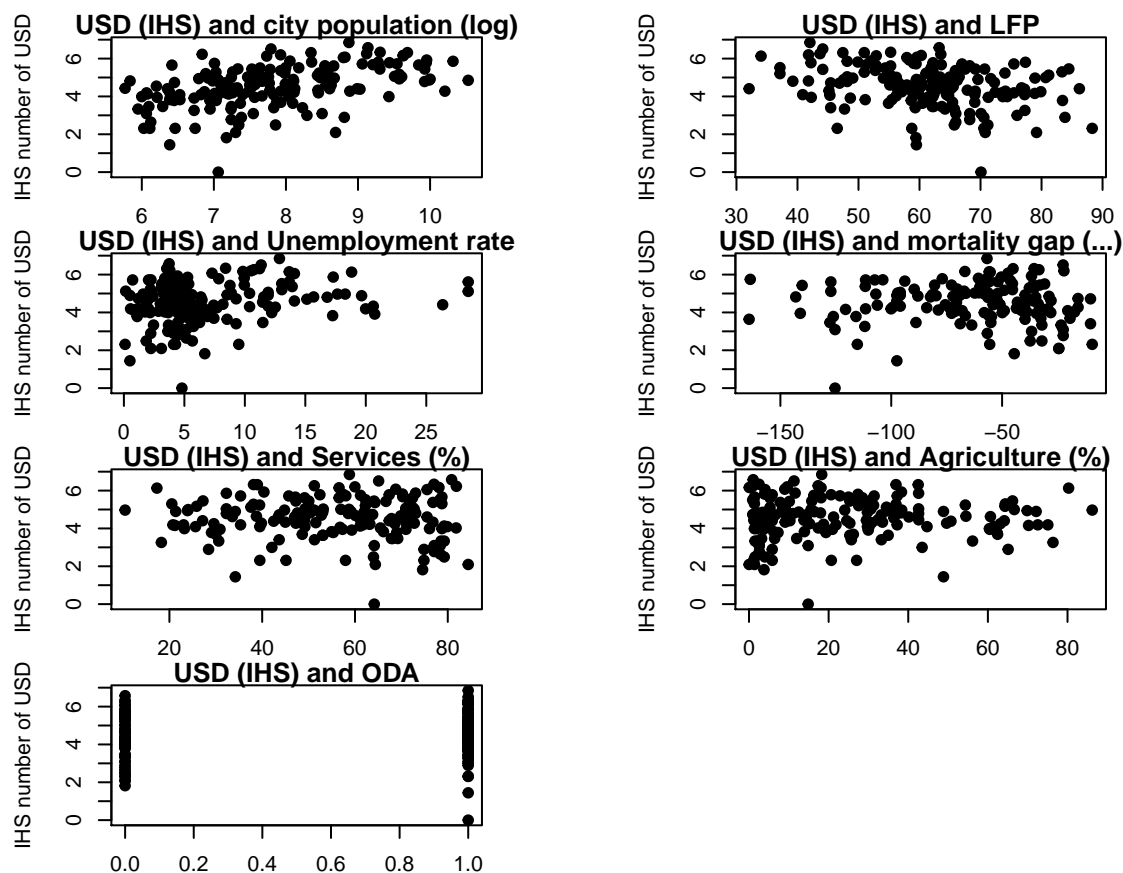 USD (IHS) and city population (log)
IHS number of USD
0 2 4 6
6 7 8 9 10
USD (IHS) and LFP
IHS number of USD
0 2 4 6
30 40 50 60 70 80 90
USD (IHS) and Unemployment rate
IHS number of USD
0 2 4 6
0 5 10 15 20 25
USD (IHS) and mortality gap (...)
IHS number of USD
0 2 4 6
−150 −100 −50
USD (IHS) and Services (%)
IHS number of USD
0 2 4 6
20 40 60 80
USD (IHS) and Agriculture (%)
IHS number of USD
0 2 4 6
0 20 40 60 80
USD (IHS) and ODA
IHS number of USD
0 2 4 6
0.0 0.2 0.4 0.6 0.8 1.0